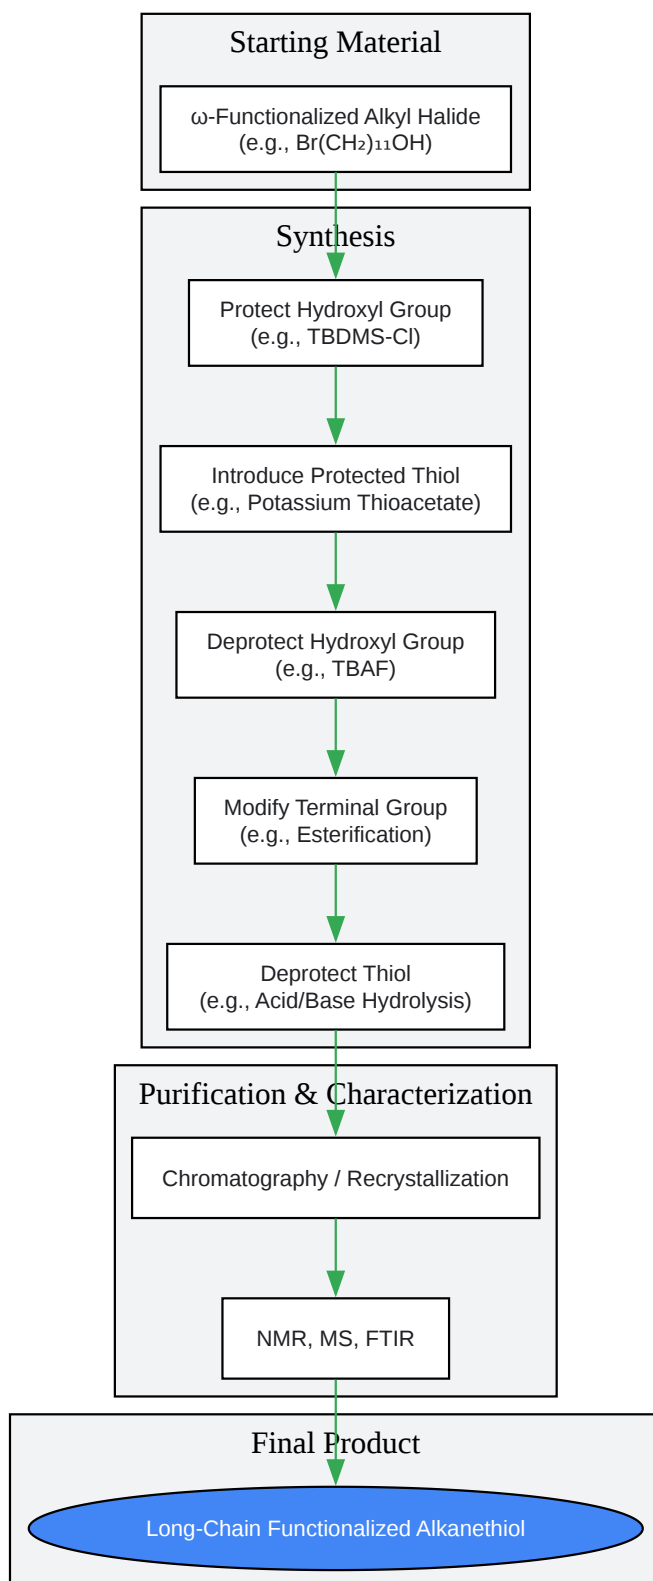 Starting Material
ω-Functionalized Alkyl Halide
(e.g., Br(CH₂)₁₁OH)
Synthesis
Protect Hydroxyl Group
(e.g., TBDMS-Cl)
Introduce Protected Thiol
(e.g., Potassium Thioacetate)
Deprotect Hydroxyl Group
(e.g., TBAF)
Modify Terminal Group
(e.g., Esterification)
Deprotect Thiol
(e.g., Acid/Base Hydrolysis)
Purification & Characterization
Chromatography / Recrystallization
NMR, MS, FTIR
Final Product
Long-Chain Functionalized Alkanethiol